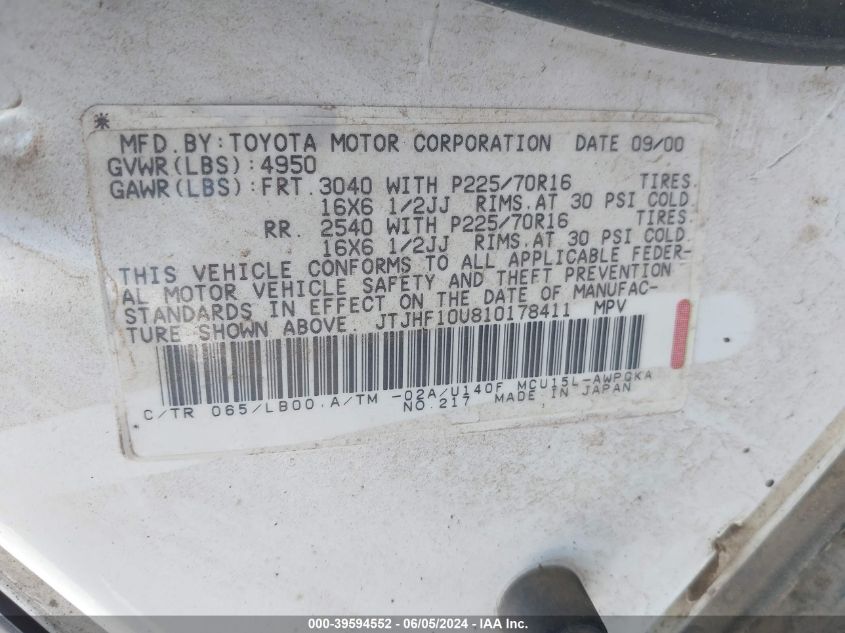 *
MFD.BY:TOYOTA MOTOR CORPORATION DATE 09/00
GVWR(LBS):4950
GAWR(LBS):FRT. 3040 WITH P225/70R16 TIRES.
16X6 1/2JJ RIMS.AT 30 PSI COLD.
RR. 2540 WITH P225/70R16 TIRES.
16X6 1/2JJ RIMS.AT 30 PSI COLD.
THIS VEHICLE CONFORMS TO ALL APPLICABLE FEDER-
AL MOTOR VEHICLE SAFETY AND THEFT PREVENTION
STANDARDS IN EFFECT ON THE DATE OF MANUFAC-
TURE SHOWN ABOVE. JTJHF10U810178411 MPV
C/TR 065/LB00.A/TM -02A/U140F MCU15L-AWPGKA
NO.217 MADE IN JAPAN
000-39594552 - 06/05/2024 - IAA Inc.